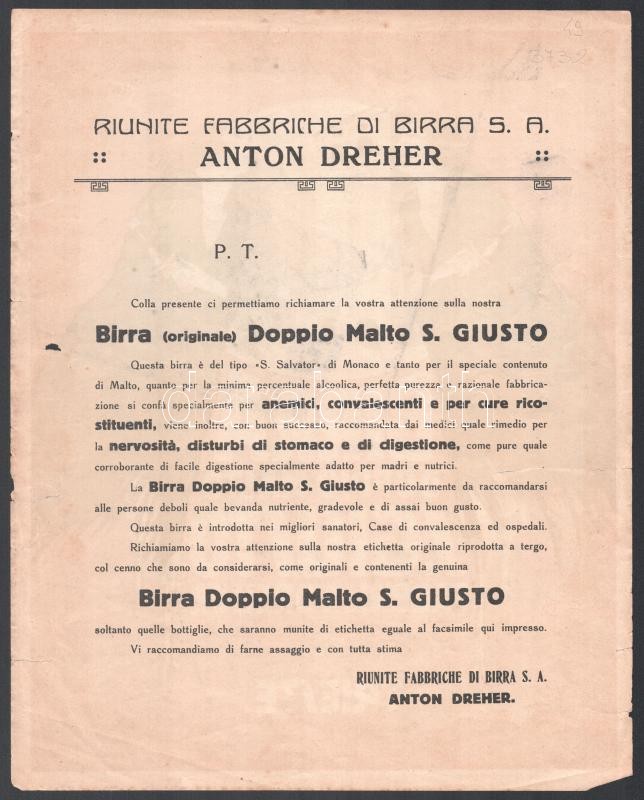 49
3732
RIUNITE FABBRICHE DI BIRRA S. A.
ANTON DREHER
P. T.
Colla presente ci permettiamo richiamare la vostra attenzione sulla nostra
Birra (originale) Doppio Malto S. GIUSTO
Questa birra è del tipo «S. Salvator» di Monaco e tanto per il speciale contenuto
di Malto, quanto per la minima percentuale alcoolica, perfetta purezza e razionale fabbrica-
zione si confà specialmente per anemici, convalescenti e per cure rico-
stituenti, viene inoltre, con buon successo, raccomandata dai medici quale rimedio per
la nervosità, disturbi di stomaco e di digestione, come pure quale
corroborante di facile digestione specialmente adatto per madri e nutrici.
La Birra Doppio Malto S. Giusto è particolarmente da raccomandarsi
alle persone deboli quale bevanda nutriente, gradevole e di assai buon gusto.
Questa birra è introdotta nei migliori sanatori, Case di convalescenza ed ospedali.
Richiamiamo la vostra attenzione sulla nostra etichetta originale riprodotta a tergo,
col cenno che sono da considerarsi, come originali e contenenti la genuina
Birra Doppio Malto S. GIUSTO
soltanto quelle bottiglie, che saranno munite di etichetta eguale al facsimile qui impresso.
Vi raccomandiamo di farne assaggio e con tutta stima
RIUNITE FABBRICHE DI BIRRA S. A.
ANTON DREHER.